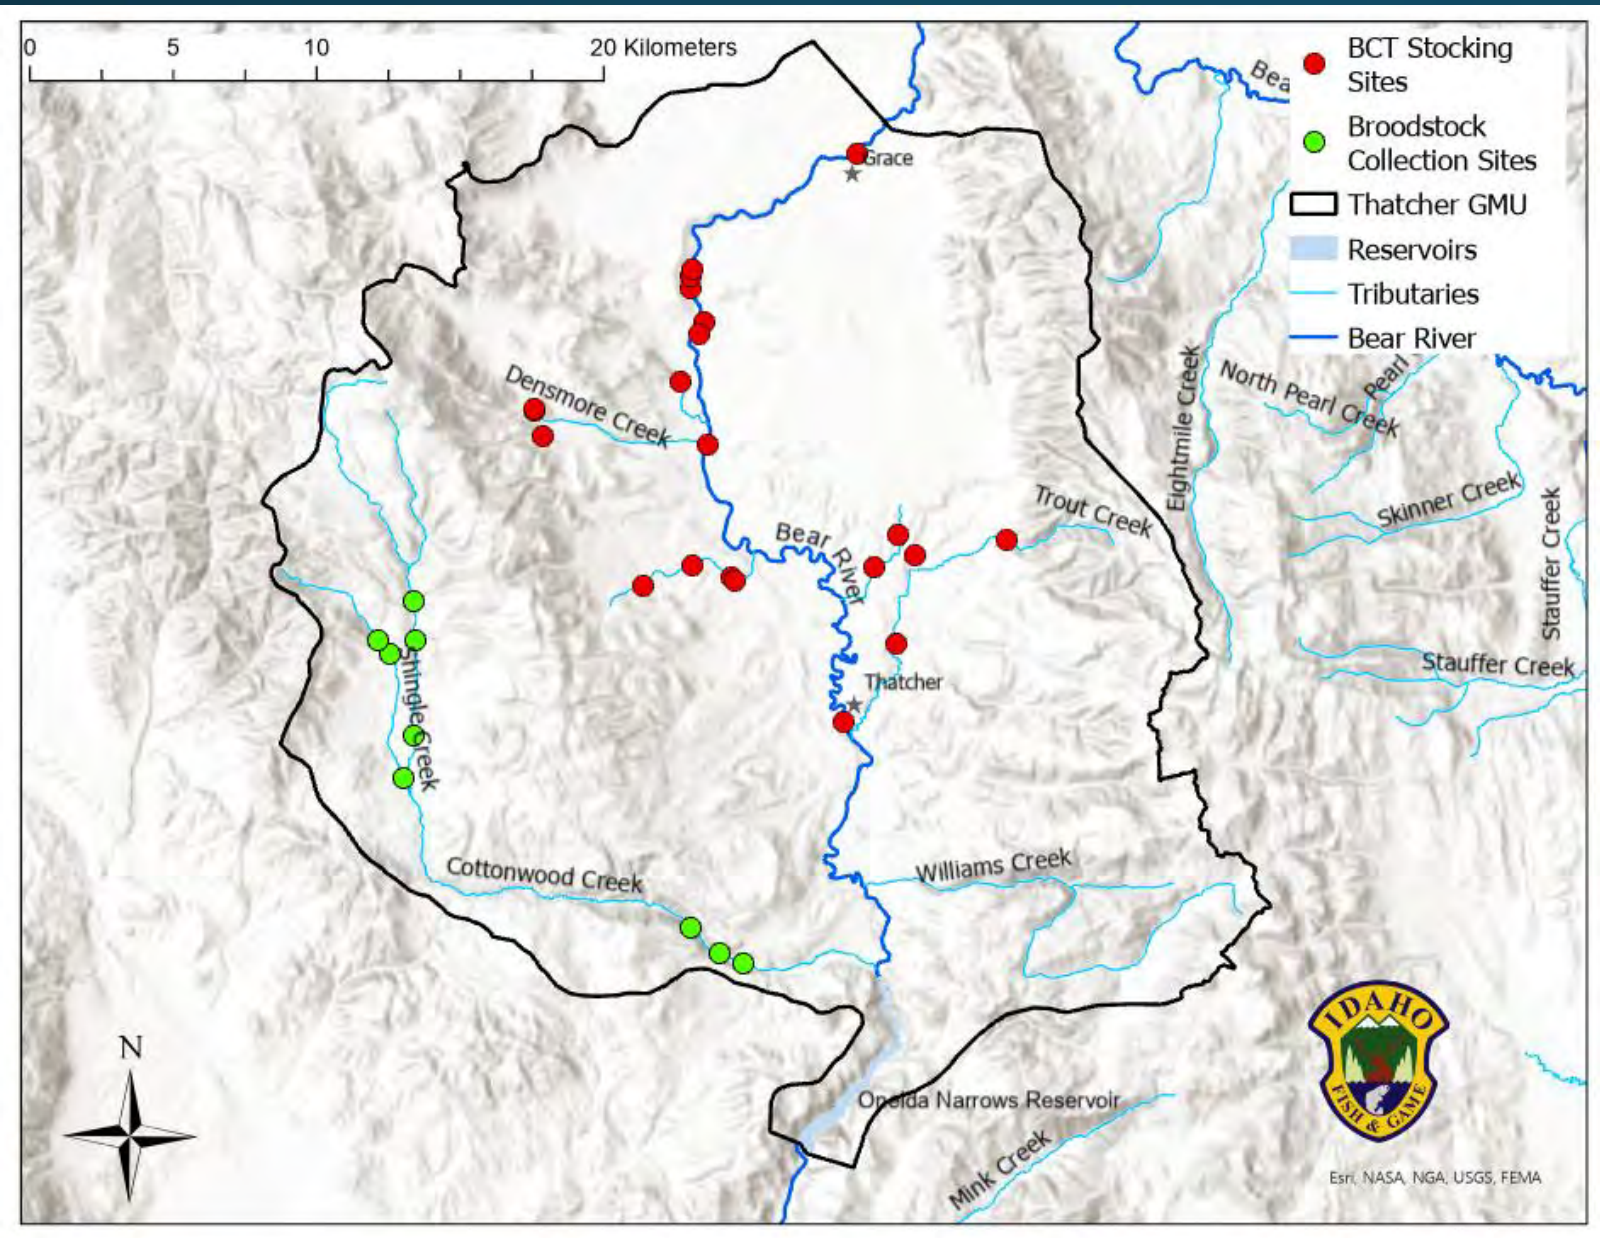 0 5 10 20 Kilometers
BCT Stocking
Sites
Broodstock
Collection Sites
Thatcher GMU
Reservoirs
Tributaries
Bear River
Bea
Grace
Densmore Creek
Eightmile Creek
North Pearl Creek
Pearl
Skinner Creek
Stauffer Creek
Trout Creek
Bear River
Stauffer Creek
Shingle Creek
Thatcher
Cottonwood Creek
Williams Creek
Oneida Narrows Reservoir
Mink Creek
N
IDAHO
FISH & GAME
Esri, NASA, NGA, USGS, FEMA